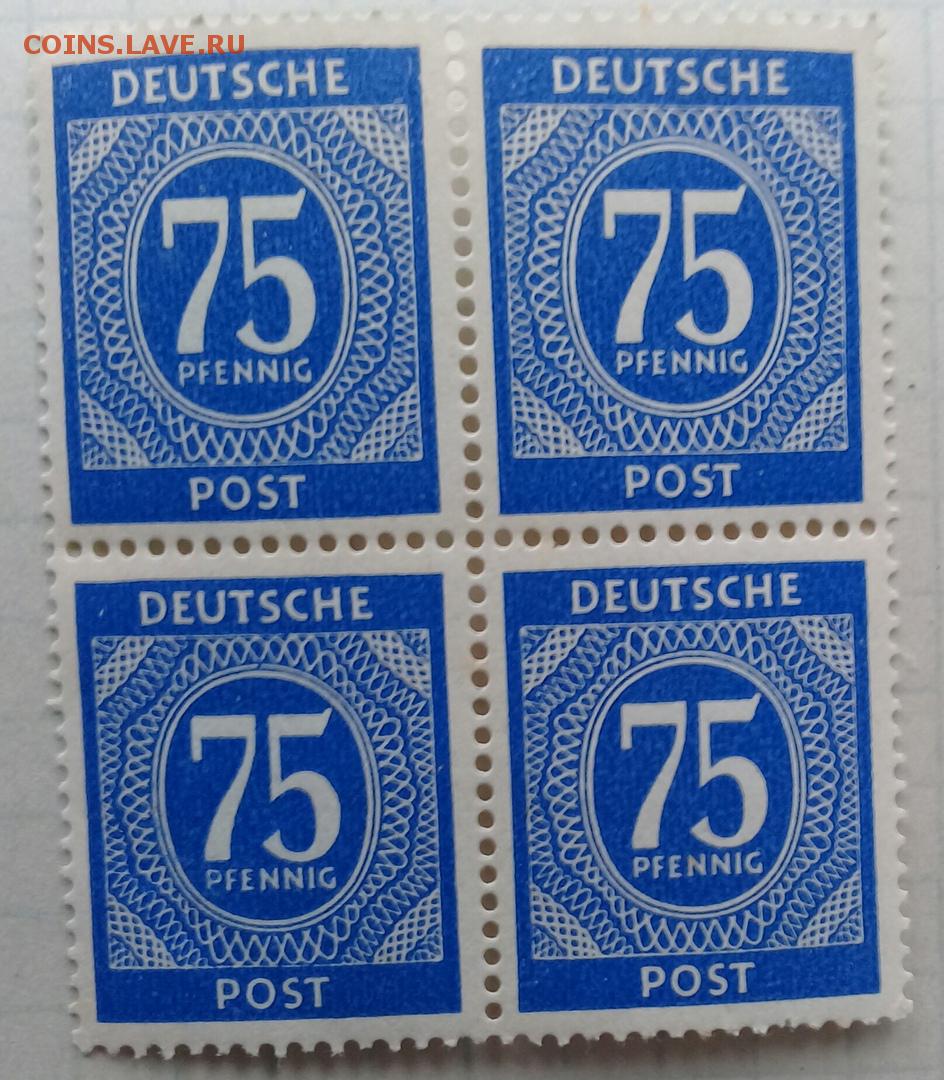 COINS.LAVE.RU
DEUTSCHE
75
PFENNIG
POST
DEUTSCHE
75
PFENNIG
POST
DEUTSCHE
75
PFENNIG
POST
DEUTSCHE
75
PFENNIG
POST